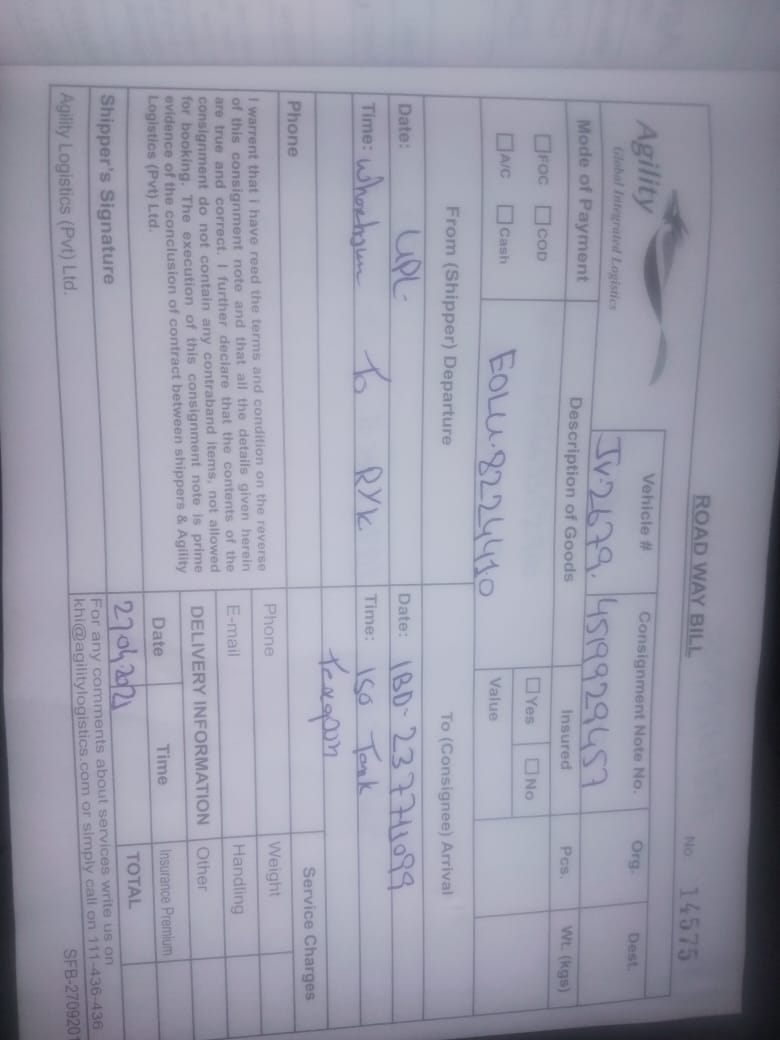 ROAD WAY BILL
No. 14575
Agility
Global Integrated Logistics
Vehicle # Consignment Note No. Org. Dest.
JV-2679. 4519929457
Mode of Payment Description of Goods Insured Pcs. Wt. (kgs)
FOC COD Yes No
A/C Cash EOLU.8224410 Value
From (Shipper) Departure To (Consignee) Arrival
Date: UPL Date: IBD-
Time: To RYK Time: ISO Tank
Phone Service Charges
I warrent that i have reed the terms and condition on the reverse
of this consignment note and that all the details given herein
are true and correct. I further declare that the contents of the
consignment do not contain any contraband items, not allowed
for booking. The execution of this consignment note is prime
evidence of the conclusion of contract between shippers & Agility
Logistics (Pvt) Ltd.
Phone Weight
E-mail Handling
DELIVERY INFORMATION Other
Date Time Insurance Premium
27042021 TOTAL
Shipper's Signature
For any comments about services write us on
khi@agilitylogistics.com or simply call on 111-436-436
Agility Logistics (Pvt) Ltd.
SFB-2709201